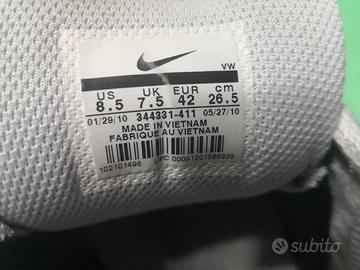 VW
US UK EUR cm
8.5 7.5 42 26.5
01/29/10 344331-411 05/27/10
MADE IN VIETNAM
FABRIQUE AU VIETNAM
102101496 UPC
subito